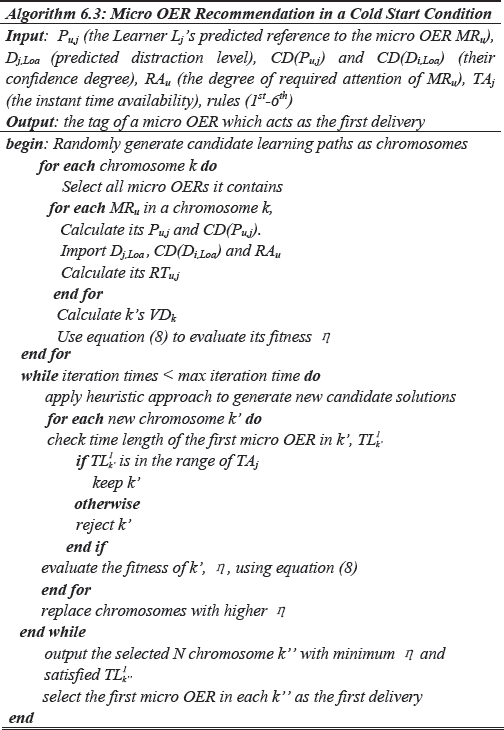 Algorithm 6.3: Micro OER Recommendation in a Cold Start Condition
Input: Pu,j (the Learner Lj’s predicted reference to the micro OER MRu),
Dj,Loa (predicted distraction level), CD(Pu,j) and CD(Di,Loa) (their
confidence degree), RAu (the degree of required attention of MRu), TAj
(the instant time availability), rules (1st-6th)
Output: the tag of a micro OER which acts as the first delivery
begin: Randomly generate candidate learning paths as chromosomes
for each chromosome k do
Select all micro OERs it contains
for each MRu in a chromosome k,
Calculate its Pu,j and CD(Pu,j).
Import Dj,Loa , CD(Di,Loa) and RAu
Calculate its RTu,j
end for
Calculate k’s VDk
Use equation (8) to evaluate its fitness η
end for
while iteration times < max iteration time do
apply heuristic approach to generate new candidate solutions
for each new chromosome k’ do
check time length of the first micro OER in k’, TL¹k’
if TL¹k’ is in the range of TAj
keep k’
otherwise
reject k’
end if
evaluate the fitness of k’, η, using equation (8)
end for
replace chromosomes with higher η
end while
output the selected N chromosome k’’ with minimum η and
satisfied TL¹k’’
select the first micro OER in each k’’ as the first delivery
end